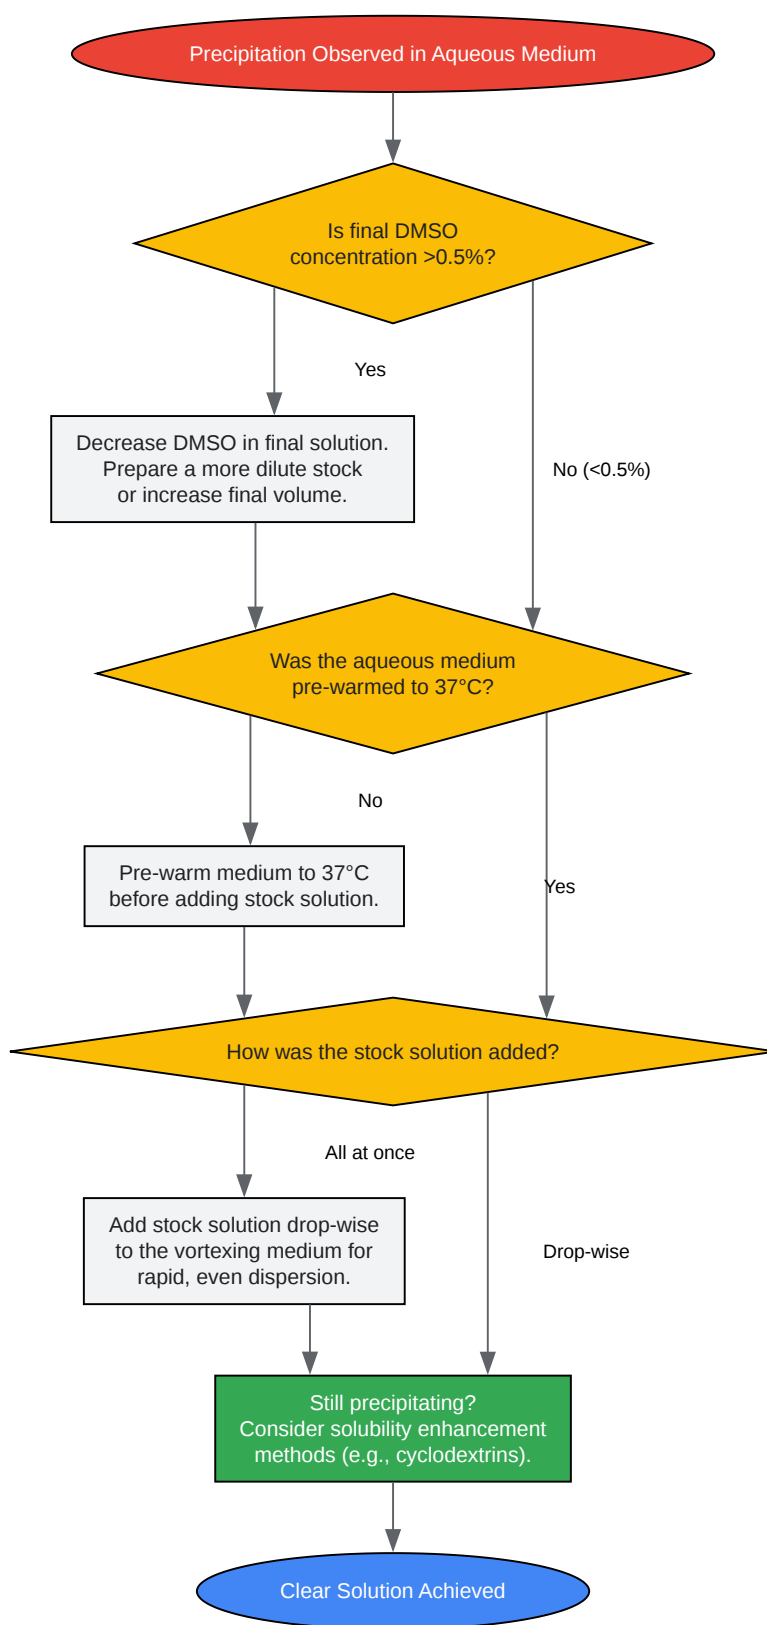 Precipitation Observed in Aqueous Medium
Is final DMSO
concentration >0.5%?
Yes
Decrease DMSO in final solution.
Prepare a more dilute stock
or increase final volume.
No (<0.5%)
Was the aqueous medium
pre-warmed to 37°C?
No
Pre-warm medium to 37°C
before adding stock solution.
Yes
How was the stock solution added?
All at once
Add stock solution drop-wise
to the vortexing medium for
rapid, even dispersion.
Drop-wise
Still precipitating?
Consider solubility enhancement
methods (e.g., cyclodextrins).
Clear Solution Achieved